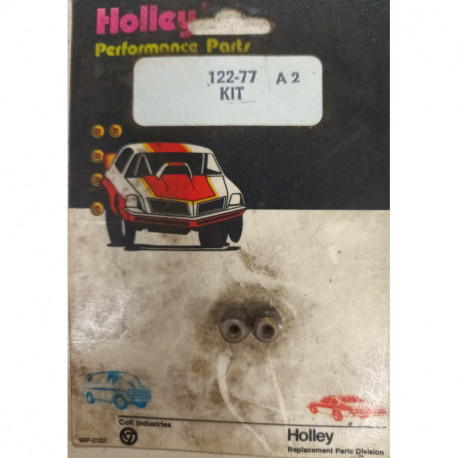 Holley
Performance Parts
122-77 A 2
KIT
Colt Industries
Holley
Replacement Parts Division